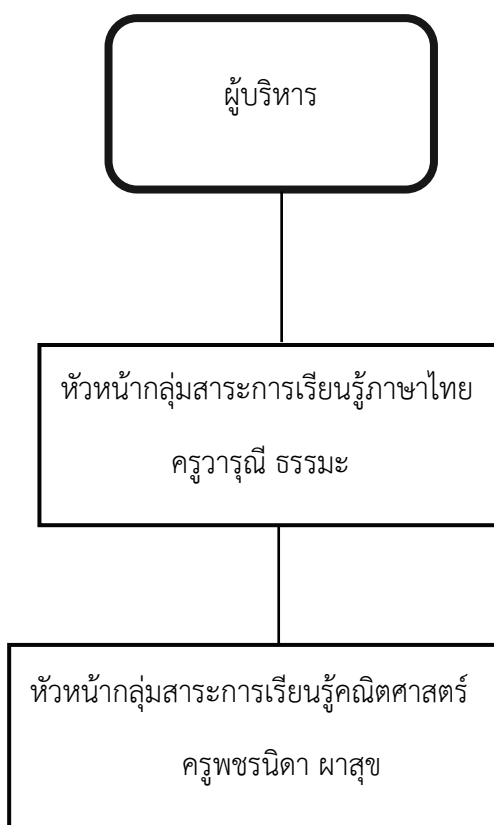 ผู้บริหาร
หัวหน้ากลุ่มสาระการเรียนรู้ภาษาไทย
ครูวารุณี ธรรมะ
หัวหน้ากลุ่มสาระการเรียนรู้คณิตศาสตร์
ครูพชรนิดา ผาสุข